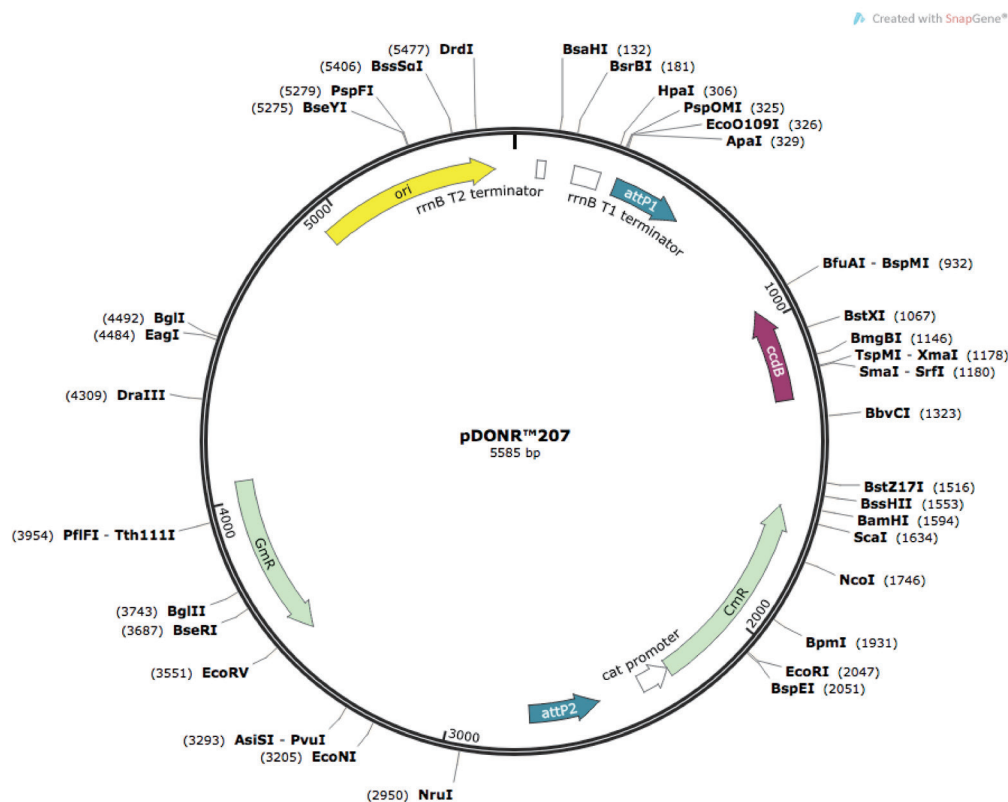 Created with SnapGene®
(5477) DrdI
(5406) BssSαI
(5279) PspFI
(5275) BseYI
BsaHI (132)
BsrBI (181)
HpaI (306)
PspOMI (325)
EcoO109I (326)
ApaI (329)
ori
rrnB T2 terminator
rrnB T1 terminator
attP1
5000
BfuAI - BspMI (932)
1000
BstXI (1067)
BmgBI (1146)
TspMI - XmaI (1178)
SmaI - SrfI (1180)
ccdB
BbvCI (1323)
(4492) BglI
(4484) EagI
(4309) DraIII
pDONR™207
5585 bp
BstZ17I (1516)
BssHII (1553)
BamHI (1594)
ScaI (1634)
NcoI (1746)
4000
(3954) PflFI - Tth111I
GmR
CmR
2000
BpmI (1931)
EcoRI (2047)
BspEI (2051)
(3743) BglII
(3687) BseRI
(3551) EcoRV
cat promoter
attP2
3000
(3293) AsiSI - PvuI
(3205) EcoNI
(2950) NruI